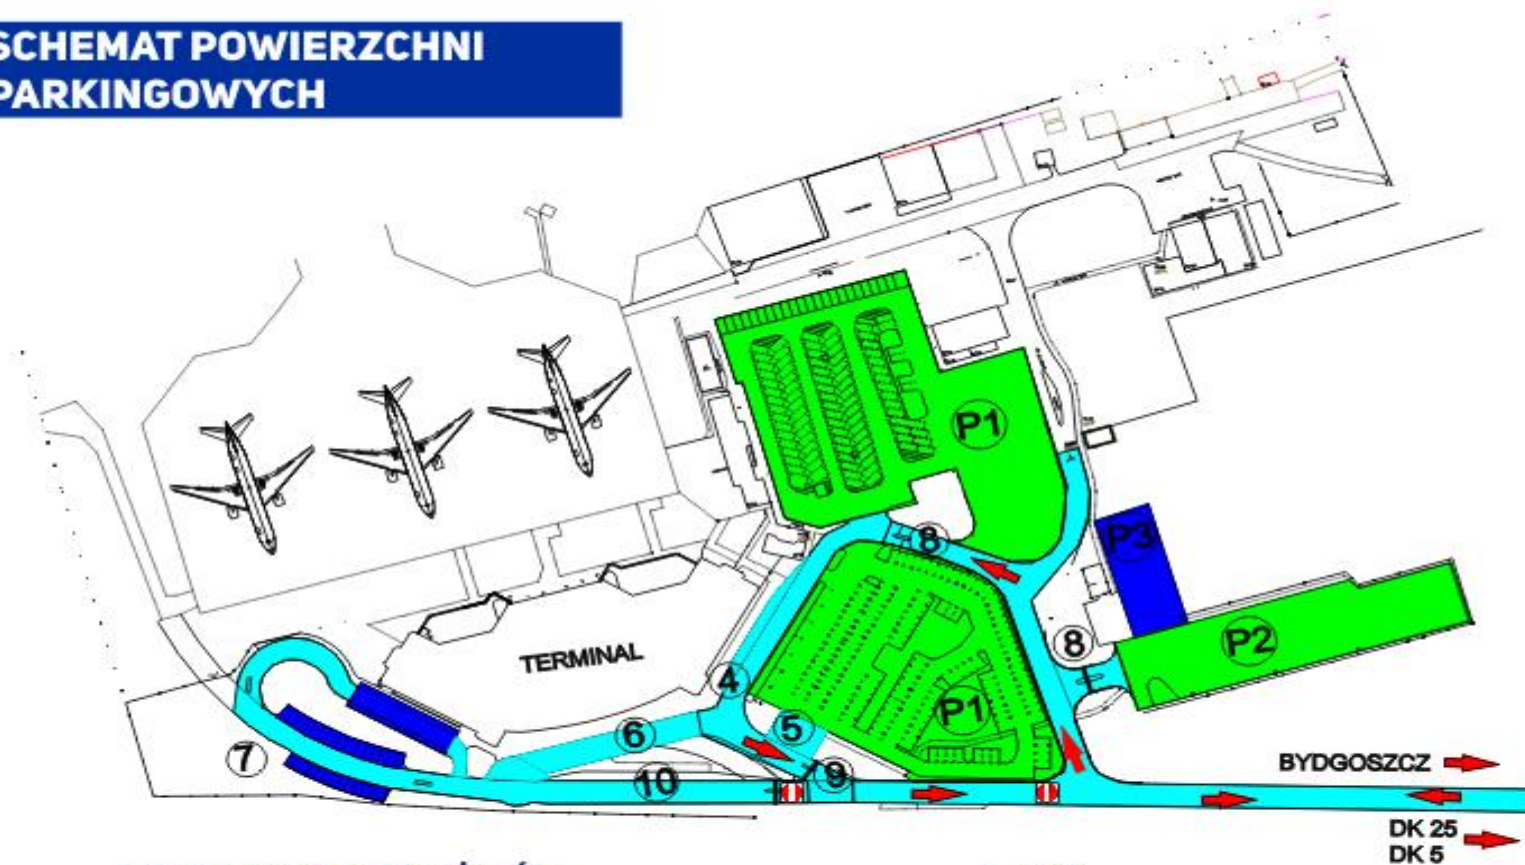 SCHEMAT POWIERZCHNI
PARKINGOWYCH
P1
8
P3
TERMINAL
4
8
P2
P1
6
5
7
10
9
BYDGOSZCZ
DK 25
DK 5